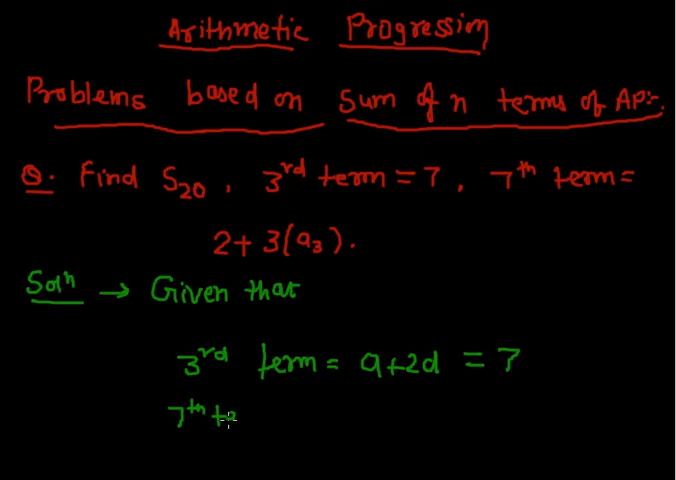 Arithmetic Progression
Problems based on Sum of n terms of AP:-
Q. Find S20, 3rd term = 7, 7th term =
2 + 3(a3).
Soln → Given that
3rd term = a+2d = 7
7th te